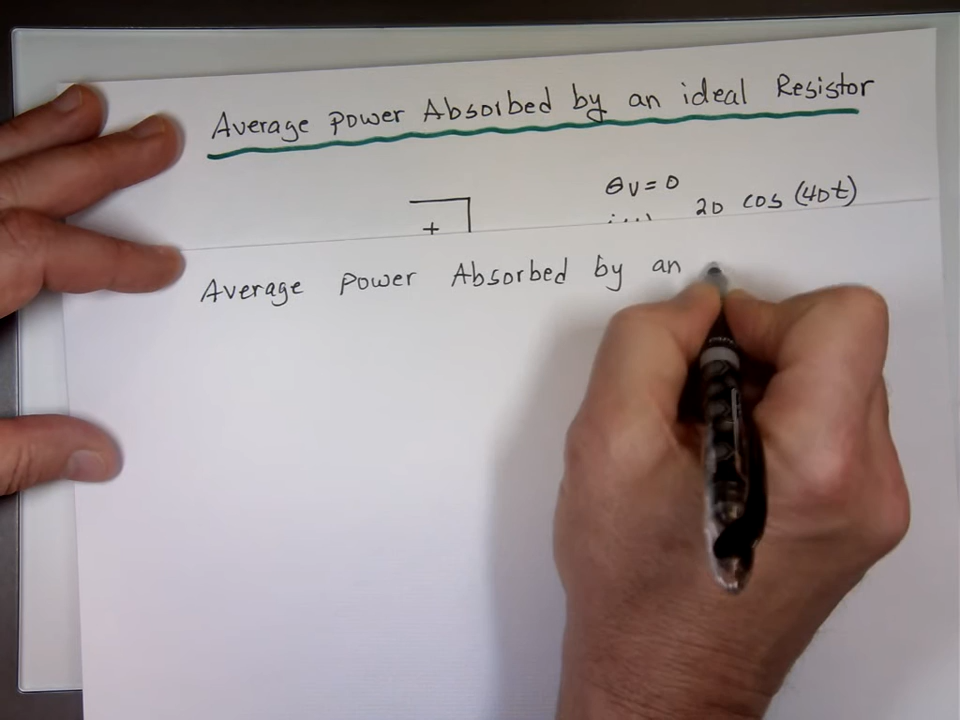 Average power Absorbed by an ideal Resistor
θv = 0
+
20 cos (40t)
Average power Absorbed by an